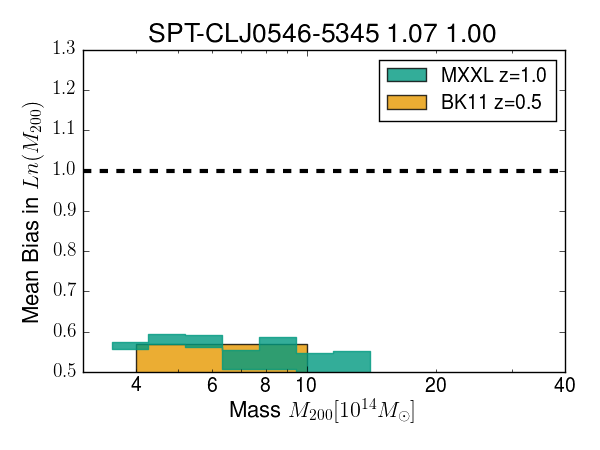 SPT-CLJ0546-5345 1.07 1.00
MXXL z=1.0
BK11 z=0.5
Mean Bias in Ln(M200)
1.3
1.2
1.1
1.0
0.9
0.8
0.7
0.6
0.5
4 6 8 10 20 40
Mass M200[10^14 M⊙]